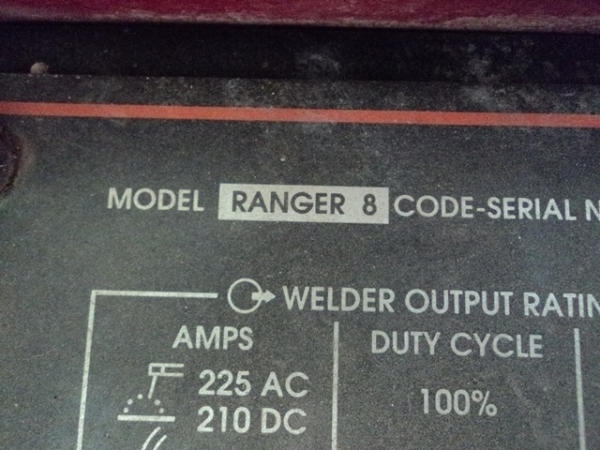 MODEL RANGER 8 CODE-SERIAL N
WELDER OUTPUT RATIN
AMPS DUTY CYCLE
225 AC
210 DC
100%